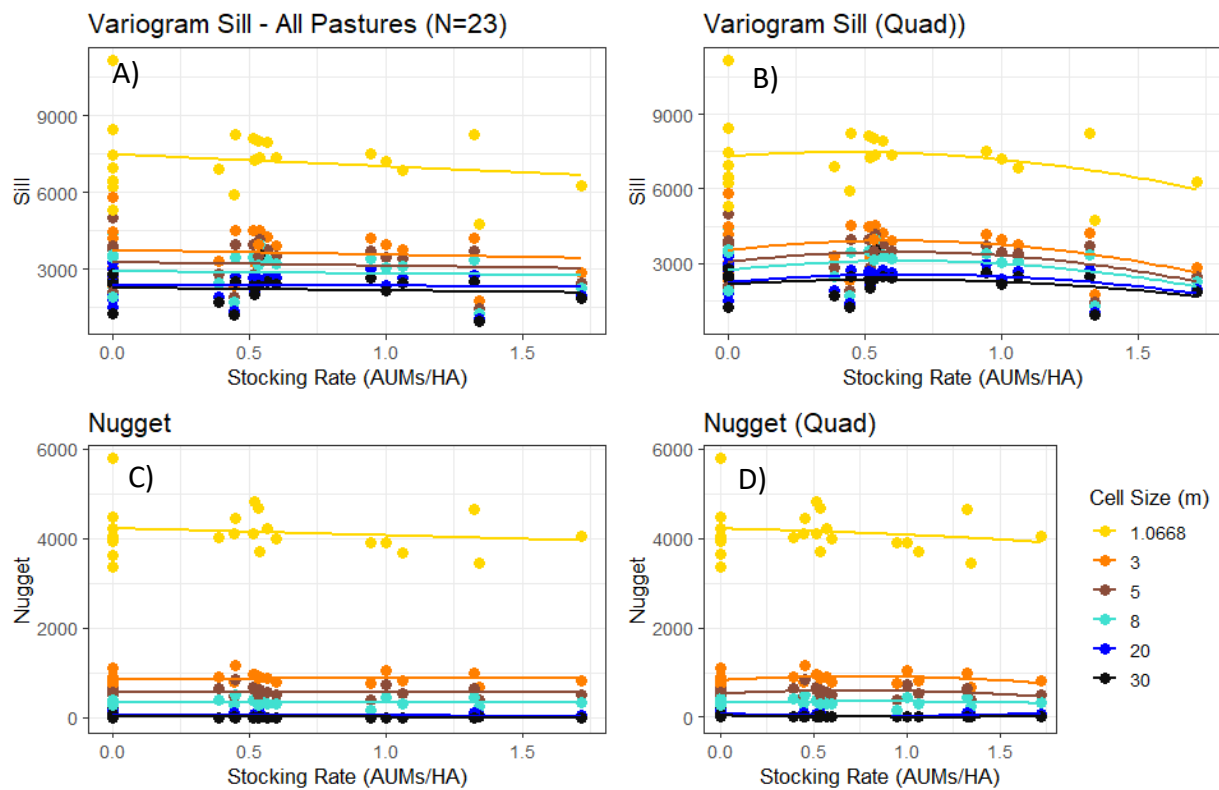 Variogram Sill - All Pastures (N=23)
A)
9000
6000
3000
Sill
0.0 0.5 1.0 1.5
Stocking Rate (AUMs/HA)
Variogram Sill (Quad))
B)
9000
6000
3000
Sill
0.0 0.5 1.0 1.5
Stocking Rate (AUMs/HA)
Nugget
C)
6000
4000
2000
0
Nugget
0.0 0.5 1.0 1.5
Stocking Rate (AUMs/HA)
Nugget (Quad)
D)
6000
4000
2000
0
Nugget
0.0 0.5 1.0 1.5
Stocking Rate (AUMs/HA)
Cell Size (m)
1.0668
3
5
8
20
30